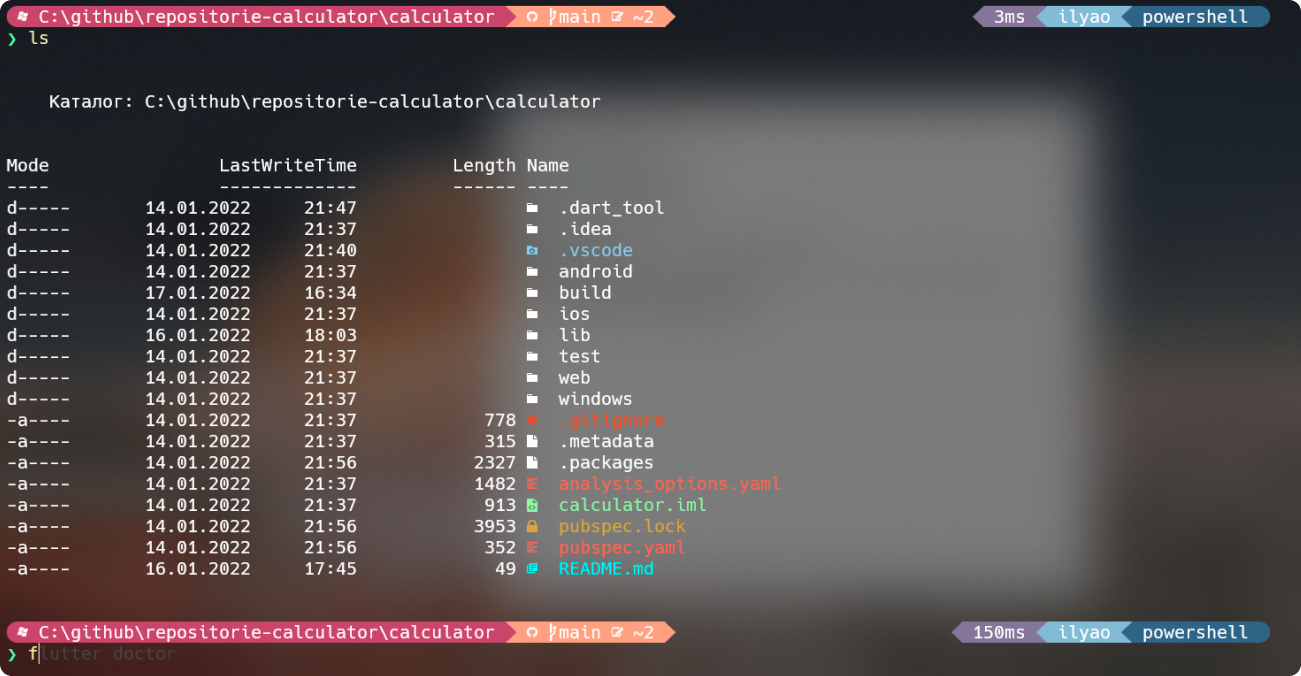 C:\github\repositorie-calculator\calculator main ~2 3ms ilyao powershell
❯ ls
Каталог: C:\github\repositorie-calculator\calculator
Mode LastWriteTime Length Name
---- ------------- ------ ----
d----- 14.01.2022 21:47 .dart_tool
d----- 14.01.2022 21:37 .idea
d----- 14.01.2022 21:40 .vscode
d----- 14.01.2022 21:37 android
d----- 17.01.2022 16:34 build
d----- 14.01.2022 21:37 ios
d----- 16.01.2022 18:03 lib
d----- 14.01.2022 21:37 test
d----- 14.01.2022 21:37 web
d----- 14.01.2022 21:37 windows
-a---- 14.01.2022 21:37 778 .gitignore
-a---- 14.01.2022 21:37 315 .metadata
-a---- 14.01.2022 21:56 2327 .packages
-a---- 14.01.2022 21:37 1482 analysis_options.yaml
-a---- 14.01.2022 21:37 913 calculator.iml
-a---- 14.01.2022 21:56 3953 pubspec.lock
-a---- 14.01.2022 21:56 352 pubspec.yaml
-a---- 16.01.2022 17:45 49 README.md
C:\github\repositorie-calculator\calculator main ~2 150ms ilyao powershell
❯ flutter doctor